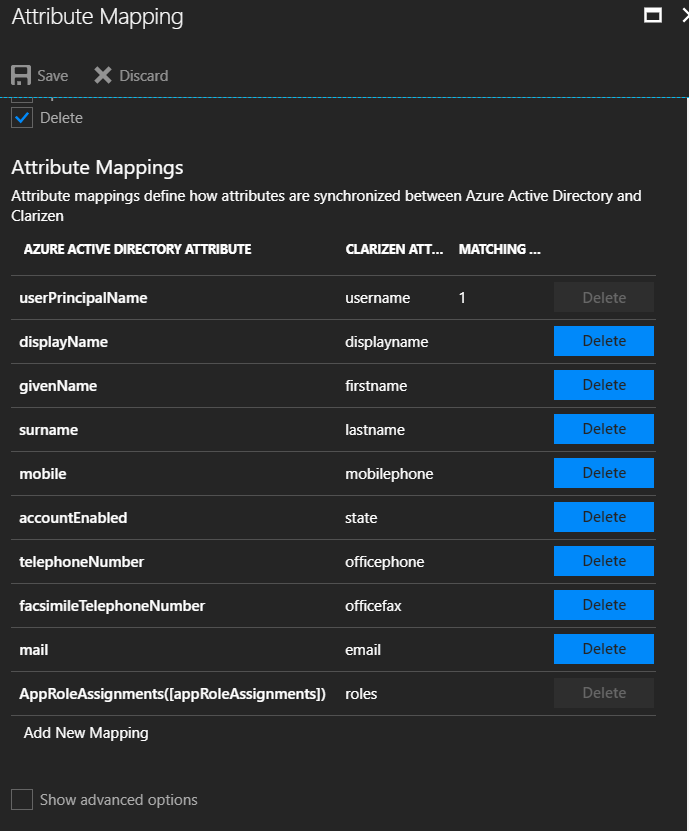 Attribute Mapping
Save Discard
Delete
Attribute Mappings
Attribute mappings define how attributes are synchronized between Azure Active Directory and
Clarizen
AZURE ACTIVE DIRECTORY ATTRIBUTE CLARIZEN ATT... MATCHING ...
userPrincipalName username 1 Delete
displayName displayname Delete
givenName firstname Delete
surname lastname Delete
mobile mobilephone Delete
accountEnabled state Delete
telephoneNumber officephone Delete
facsimileTelephoneNumber officefax Delete
mail email Delete
AppRoleAssignments([appRoleAssignments]) roles Delete
Add New Mapping
Show advanced options